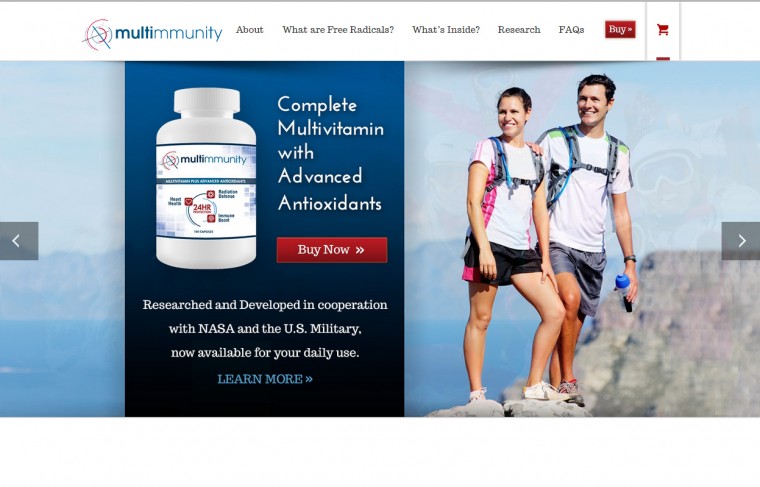 multimmunity
About What are Free Radicals? What's Inside? Research FAQs Buy »
Complete
Multivitamin
with
Advanced
Antioxidants
multimmunity
MULTIVITAMIN PLUS ADVANCED ANTIOXIDANTS
Heart
Health
Radiation
Defense
24HR
Immune
Boost
Buy Now »
Researched and Developed in cooperation
with NASA and the U.S. Military,
now available for your daily use.
LEARN MORE »